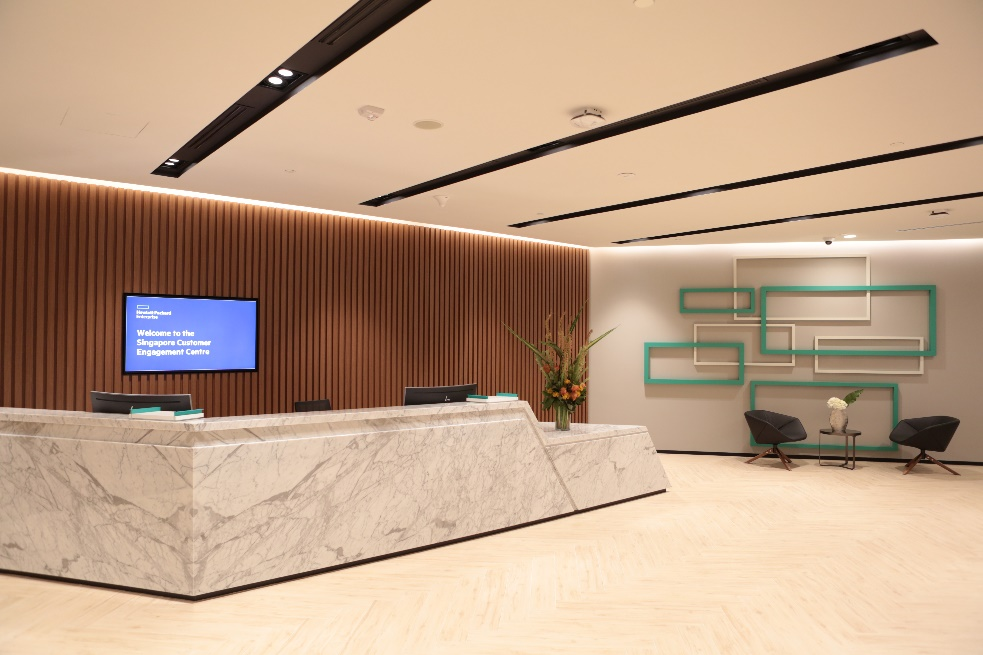 Hewlett Packard
Enterprise
Welcome to the
Singapore Customer
Engagement Centre